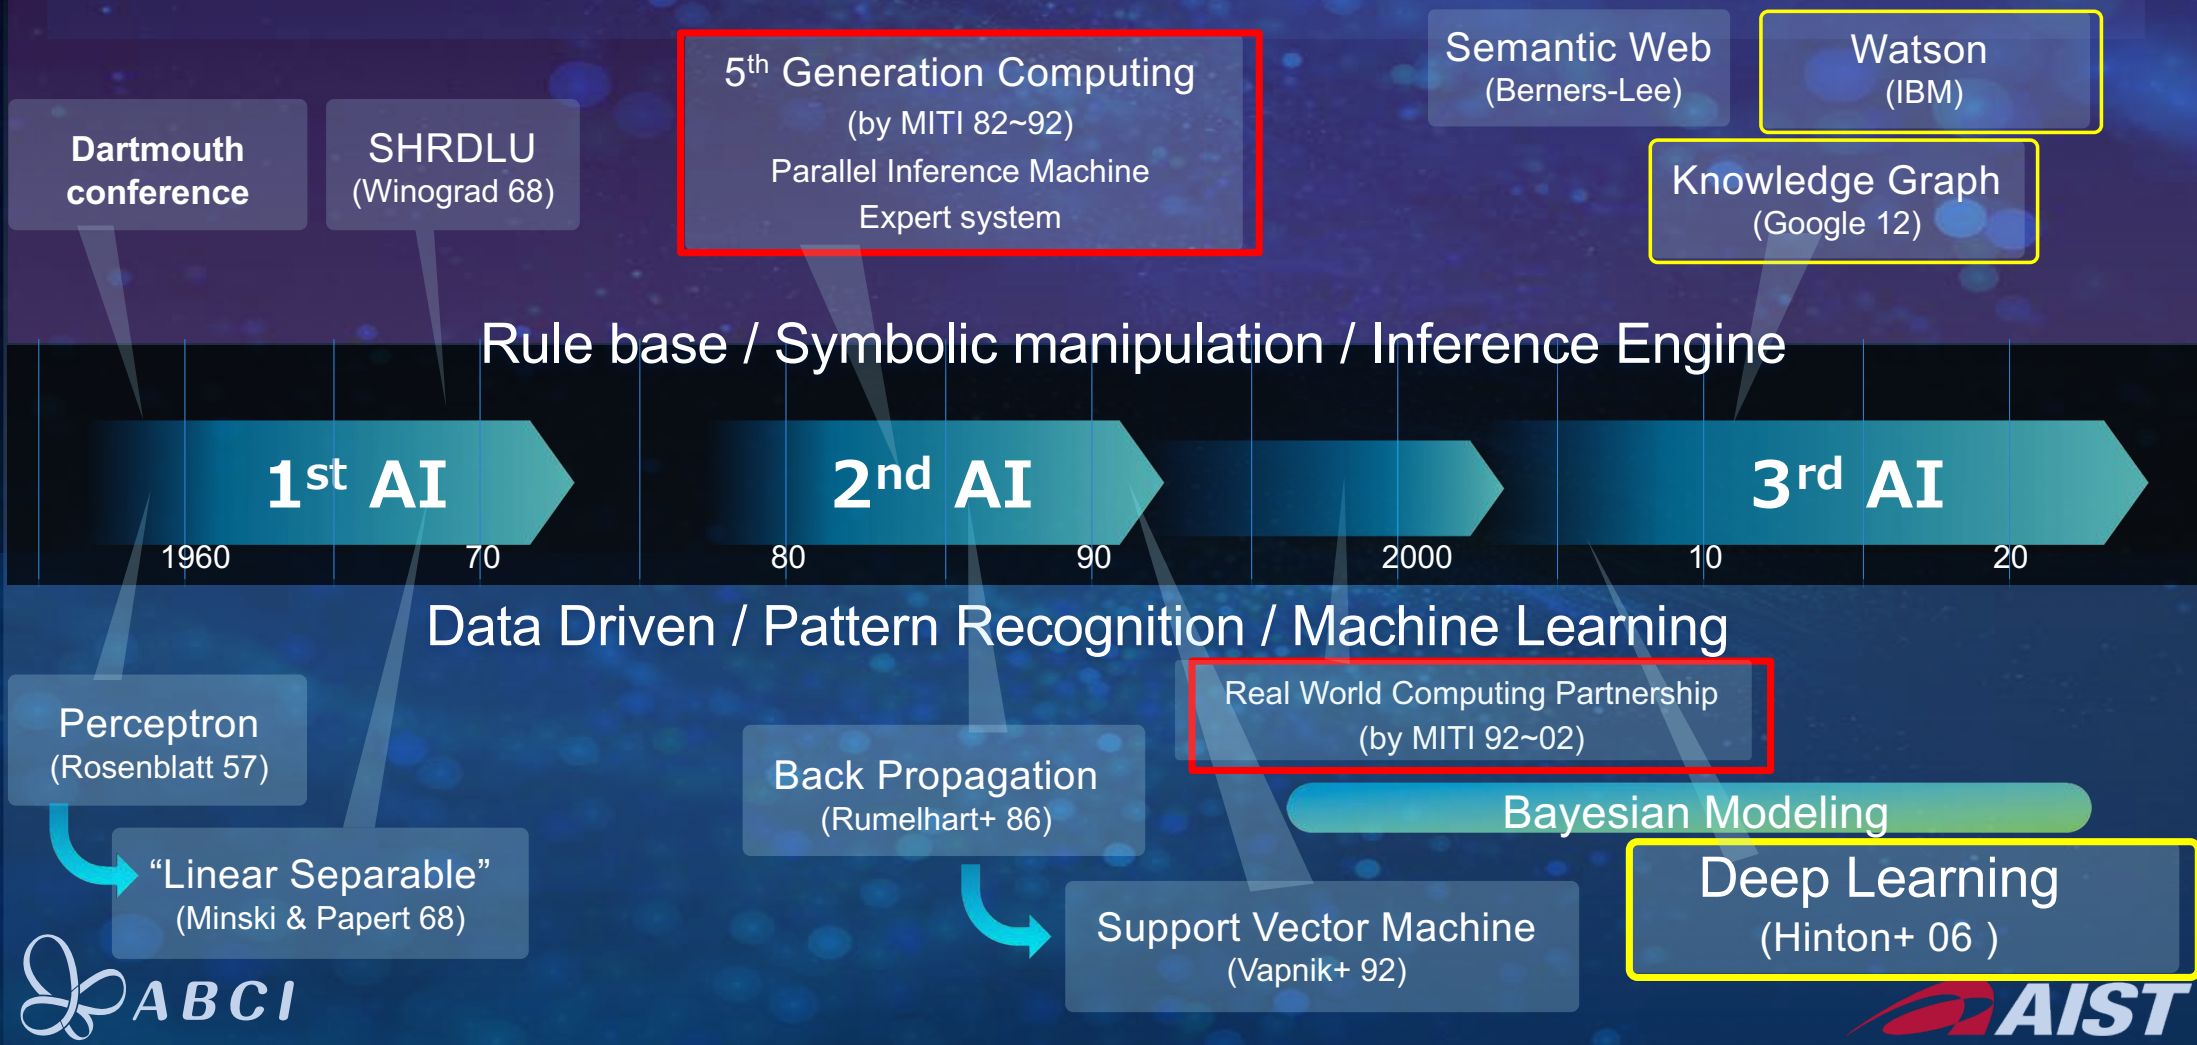 5th Generation Computing
(by MITI 82~92)
Parallel Inference Machine
Expert system
Semantic Web
(Berners-Lee)
Watson
(IBM)
Dartmouth
conference
SHRDLU
(Winograd 68)
Knowledge Graph
(Google 12)
Rule base / Symbolic manipulation / Inference Engine
1st AI
2nd AI
3rd AI
1960
70
80
90
2000
10
20
Data Driven / Pattern Recognition / Machine Learning
Perceptron
(Rosenblatt 57)
“Linear Separable”
(Minski & Papert 68)
Back Propagation
(Rumelhart+ 86)
Support Vector Machine
(Vapnik+ 92)
Real World Computing Partnership
(by MITI 92~02)
Bayesian Modeling
Deep Learning
(Hinton+ 06 )
ABCI
AIST